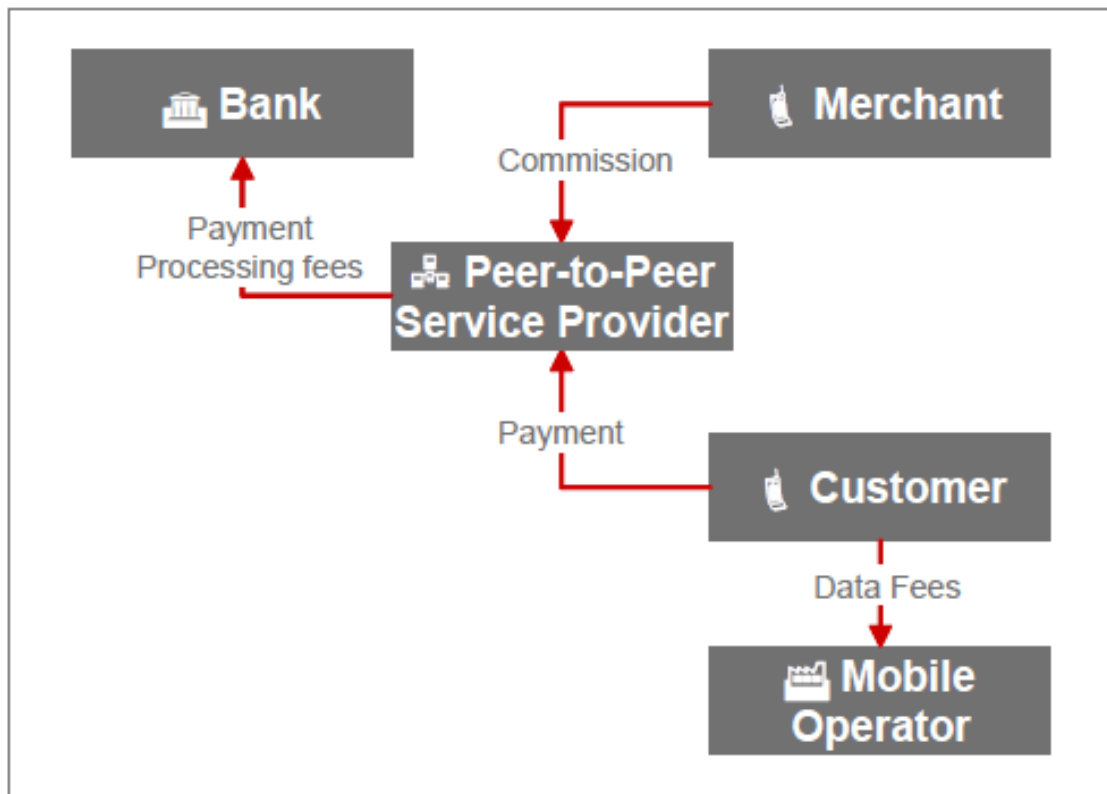 Bank
Merchant
Commission
Payment
Processing fees
Peer-to-Peer
Service Provider
Payment
Customer
Data Fees
Mobile
Operator